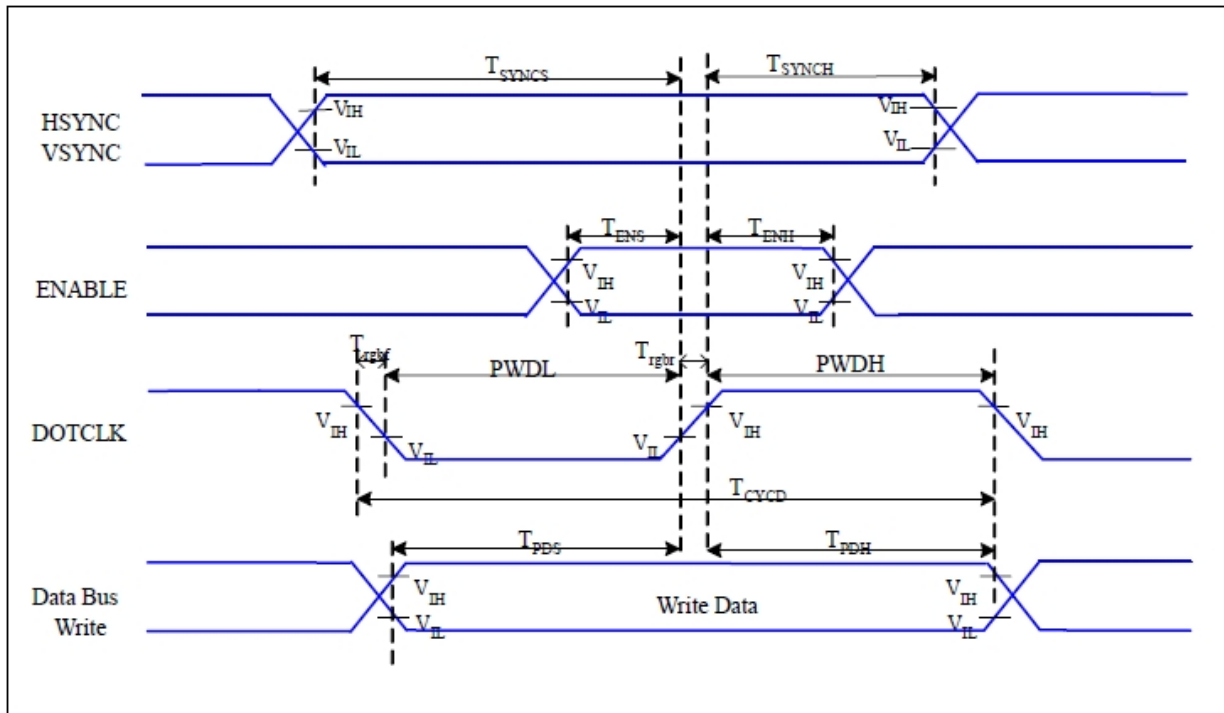 TSYNCS
TSYNCH
HSYNC
VSYNC
VIH
VIL
VIH
VIL
TENS
TENH
ENABLE
VIH
VIL
VIH
VIL
Trgbf
PWDL
Trgbr
PWDH
DOTCLK
VIH
VIL
VIL
VIH
VIH
TCYCD
TPDS
TPDH
Data Bus
Write
VIH
VIL
Write Data
VIH
VIL